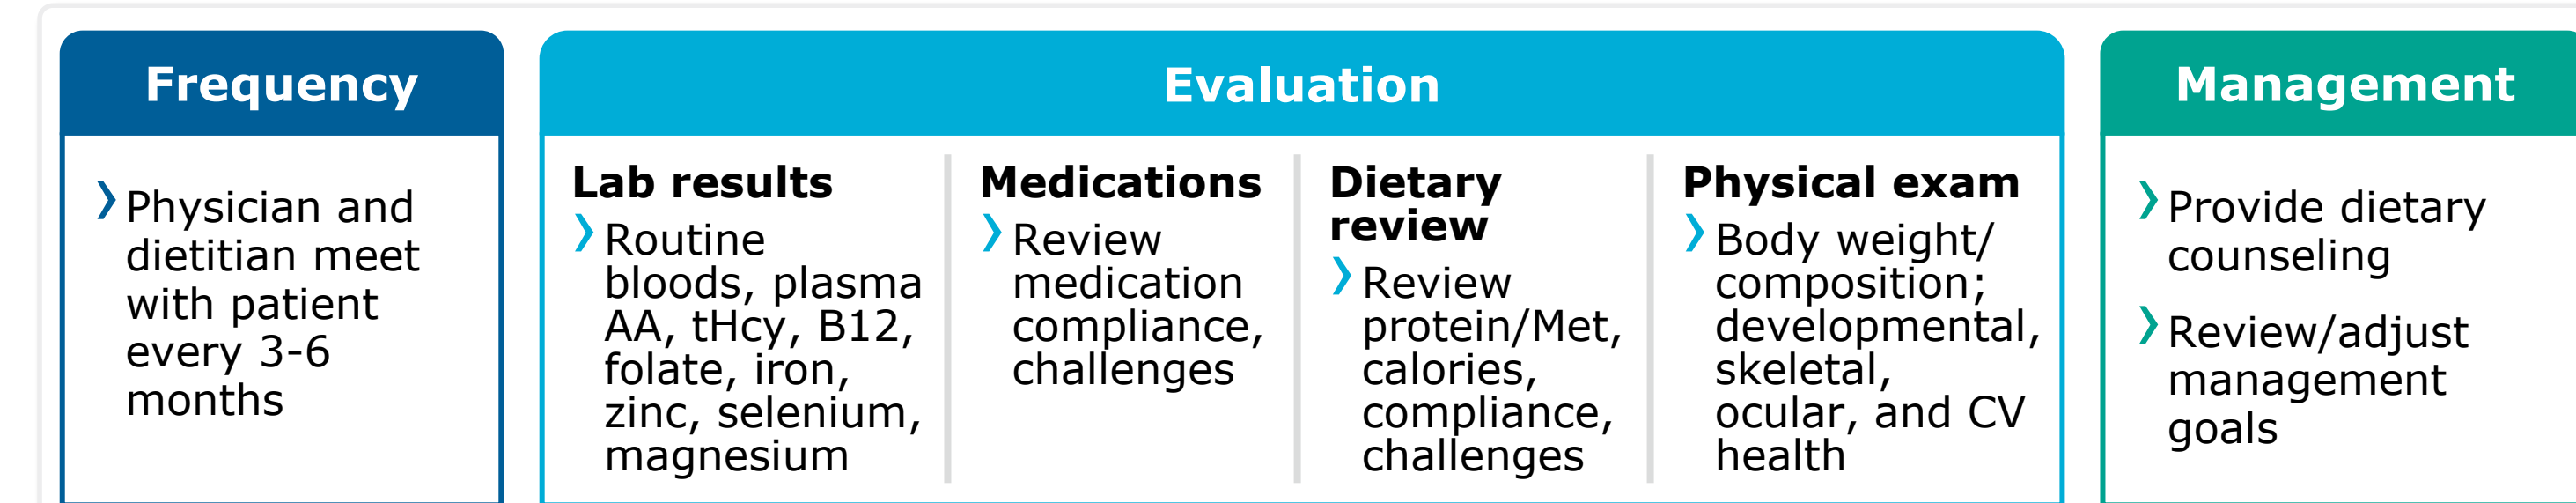 Frequency
Physician and
dietitian meet
with patient
every 3-6
months
Evaluation
Lab results
Routine
bloods, plasma
AA, tHcy, B12,
folate, iron,
zinc, selenium,
magnesium
Medications
Review
medication
compliance,
challenges
Dietary
review
Review
protein/Met,
calories,
compliance,
challenges
Physical exam
Body weight/
composition;
developmental,
skeletal,
ocular, and CV
health
Management
Provide dietary
counseling
Review/adjust
management
goals